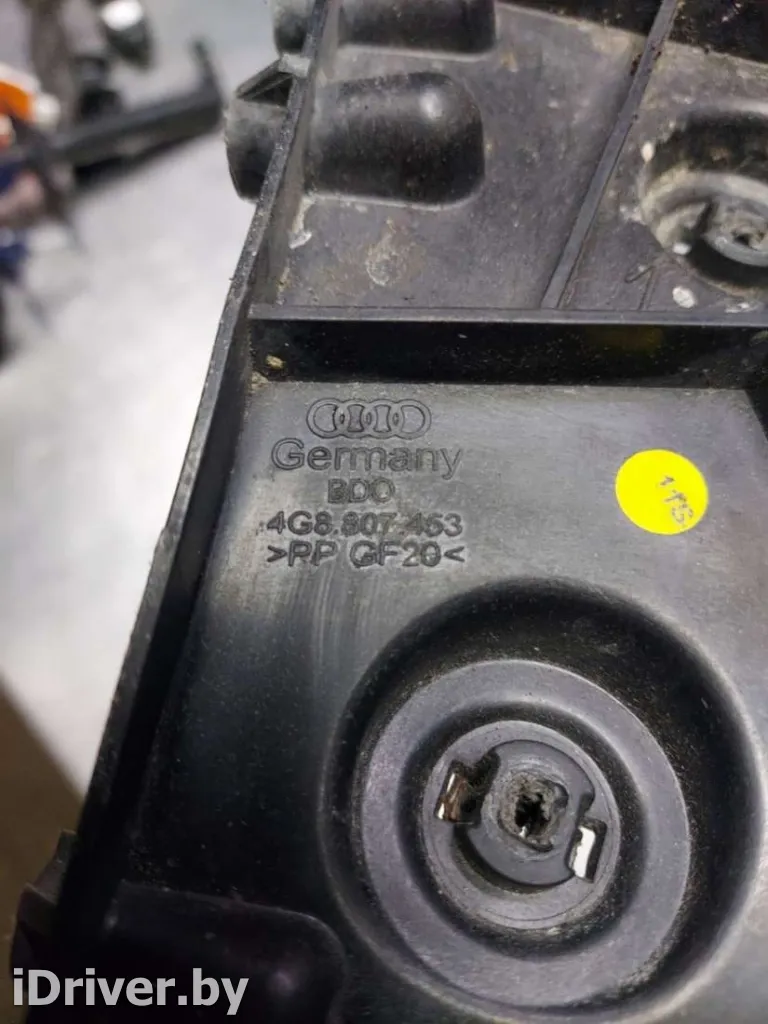 Germany
BDO
4G8.807.453
>PP GF20<
iDriver.by